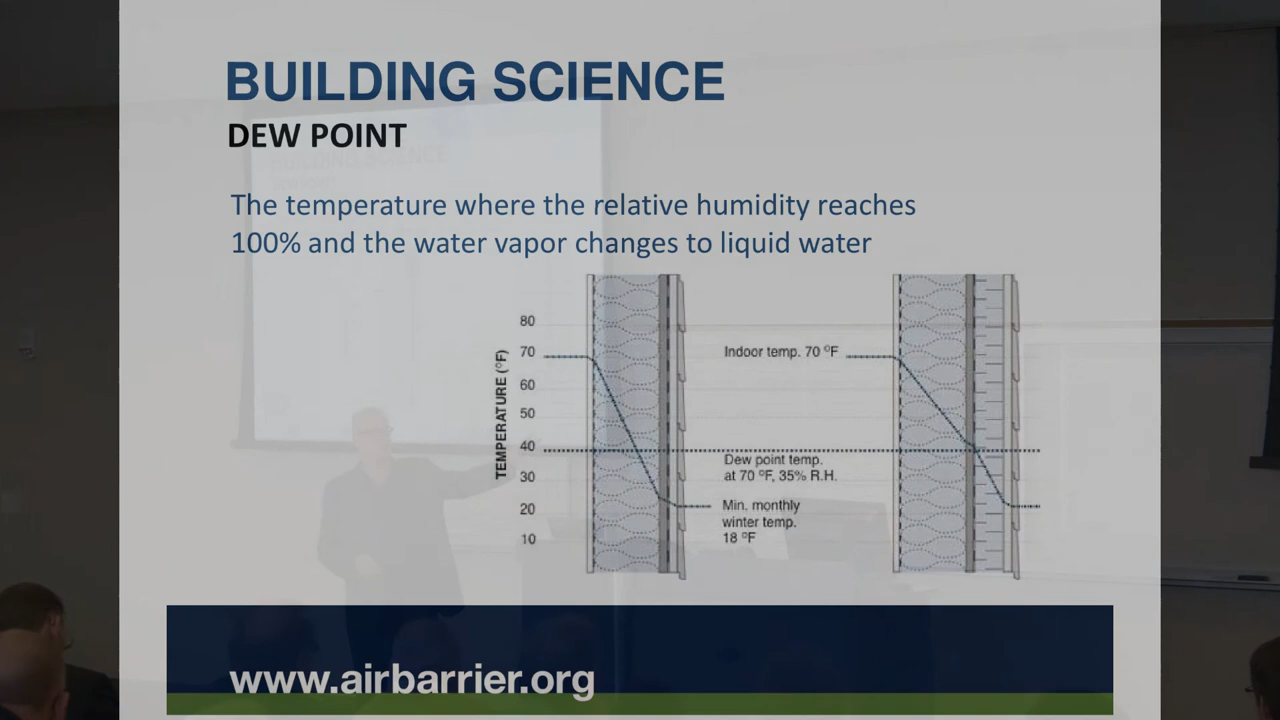 BUILDING SCIENCE
DEW POINT
The temperature where the relative humidity reaches
100% and the water vapor changes to liquid water
TEMPERATURE (°F)
80
70
60
50
40
30
20
10
Indoor temp. 70 °F
Dew point temp.
at 70 °F, 35% R.H.
Min. monthly
winter temp.
18 °F
www.airbarrier.org
BUILDING SCIENCE